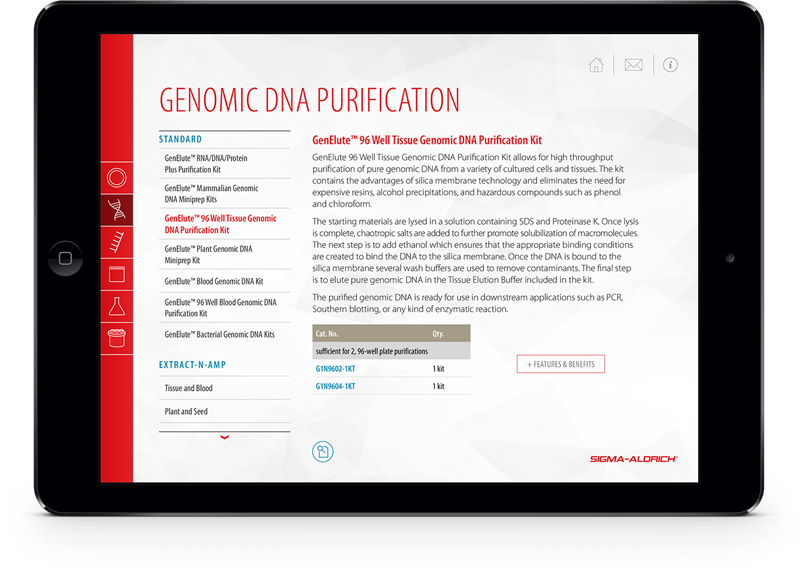 GENOMIC DNA PURIFICATION
STANDARD
GenElute™ RNA/DNA/Protein
Plus Purification Kit
GenElute™ Mammalian Genomic
DNA Miniprep Kits
GenElute™ 96 Well Tissue Genomic
DNA Purification Kit
GenElute™ Plant Genomic DNA
Miniprep Kit
GenElute™ Blood Genomic DNA Kit
GenElute™ 96 Well Blood Genomic DNA
Purification Kit
GenElute™ Bacterial Genomic DNA Kits
EXTRACT-N-AMP
Tissue and Blood
Plant and Seed
GenElute™ 96 Well Tissue Genomic DNA Purification Kit
GenElute 96 Well Tissue Genomic DNA Purification Kit allows for high throughput
purification of pure genomic DNA from a variety of cultured cells and tissues. The kit
contains the advantages of silica membrane technology and eliminates the need for
expensive resins, alcohol precipitations, and hazardous compounds such as phenol
and chloroform.
The starting materials are lysed in a solution containing SDS and Proteinase K. Once lysis
is complete, chaotropic salts are added to further promote solubilization of macromolecules.
The next step is to add ethanol which ensures that the appropriate binding conditions
are created to bind the DNA to the silica membrane. Once the DNA is bound to the
silica membrane several wash buffers are used to remove contaminants. The final step
is to elute pure genomic DNA in the Tissue Elution Buffer included in the kit.
The purified genomic DNA is ready for use in downstream applications such as PCR,
Southern blotting, or any kind of enzymatic reaction.
Cat. No. Qty.
sufficient for 2, 96-well plate purifications
G1N9602-1KT 1 kit
G1N9604-1KT 1 kit
+ FEATURES & BENEFITS
SIGMA-ALDRICH®